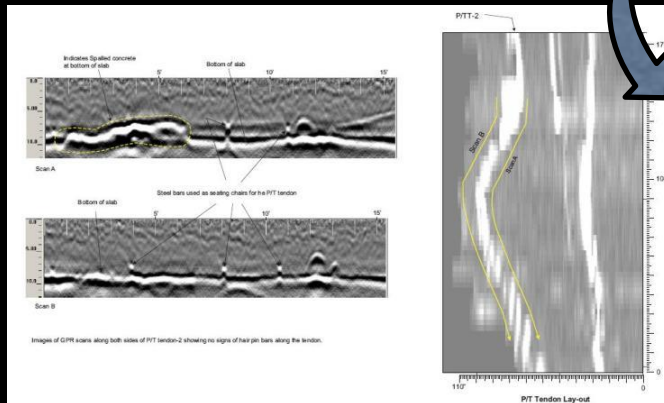 Indicates Spalled concrete
at bottom of slab
Bottom of slab
5'
10'
15'
Scan A
Steel bars used as seating chairs for he P/T tendon
Bottom of slab
5'
10'
15'
Scan B
Images of GPR scans along both sides of P/T tendon-2 showing no signs of hair pin bars along the tendon.
P/TT-2
Scan B
Scan A
10
0
110"
0
P/T Tendon Lay-out